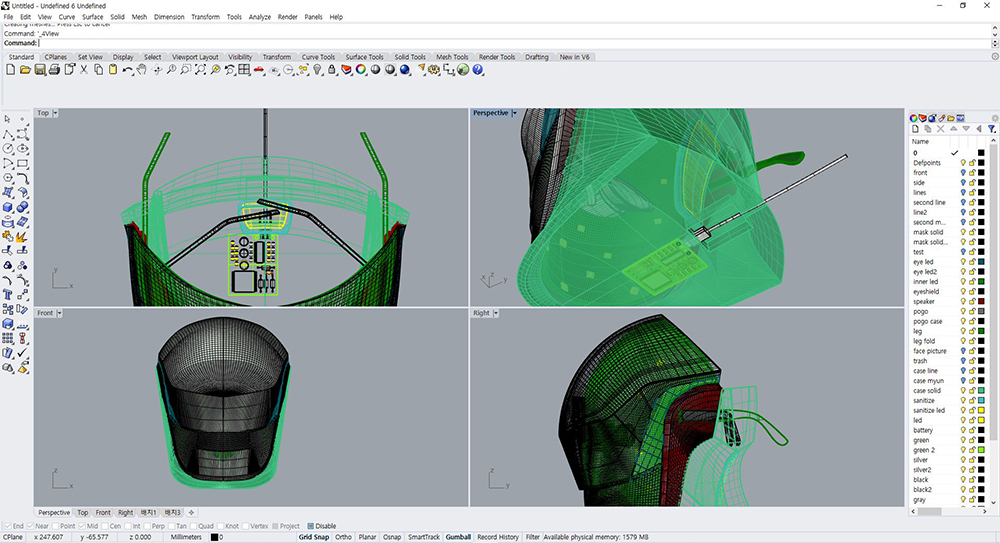 Untitled - Undefined 6 Undefined
File Edit View Curve Surface Solid Mesh Dimension Transform Tools Analyze Render Panels Help
Creating meshes... Press Esc to cancel
Command: '_4View
Command:
Standard CPlanes Set View Display Select Viewport Layout Visibility Transform Curve Tools Surface Tools Solid Tools Mesh Tools Render Tools Drafting New in V6
Top
Perspective
y
x
z
y
x
Front
Right
z
x
z
y
Name
0
Defpoints
front
side
lines
second line
line2
second m...
mask solid
mask solid...
test
eye led
eye led2
inner led
eyeshield
speaker
pogo
pogo case
leg
leg fold
face picture
trash
case line
case myun
case solid
sanitize
sanitize led
led
battery
green
green 2
silver
silver2
black
black2
gray
Perspective Top Front Right 배치1 배치3
End Near Point Mid Cen Int Perp Tan Quad Knot Vertex Project Disable
CPlane x 247.607 y -65.577 z 0.000 Millimeters 0 Grid Snap Ortho Planar Osnap SmartTrack Gumball Record History Filter Available physical memory: 1579 MB